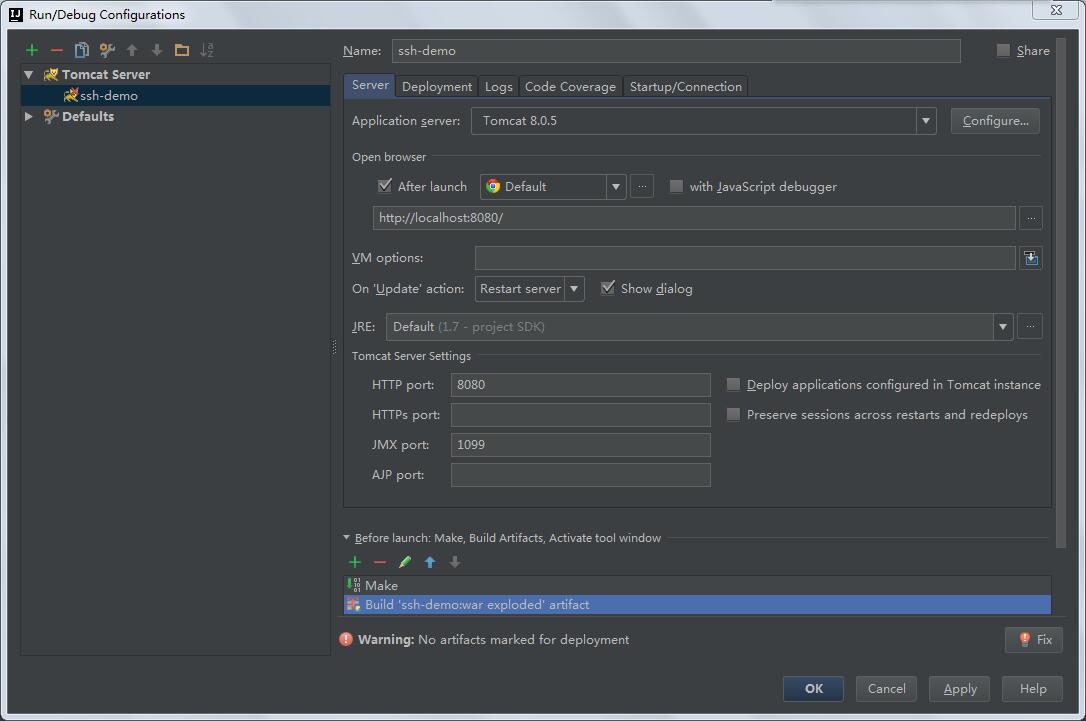 Run/Debug Configurations
Name: ssh-demo Share
Tomcat Server
ssh-demo
Defaults
Server Deployment Logs Code Coverage Startup/Connection
Application server: Tomcat 8.0.5 Configure...
Open browser
After launch Default ... with JavaScript debugger
http://localhost:8080/ ...
VM options:
On 'Update' action: Restart server Show dialog
JRE: Default (1.7 - project SDK) ...
Tomcat Server Settings
HTTP port: 8080 Deploy applications configured in Tomcat instance
HTTPs port: Preserve sessions across restarts and redeploys
JMX port: 1099
AJP port:
Before launch: Make, Build Artifacts, Activate tool window
Make
Build 'ssh-demo:war exploded' artifact
Warning: No artifacts marked for deployment Fix
OK Cancel Apply Help